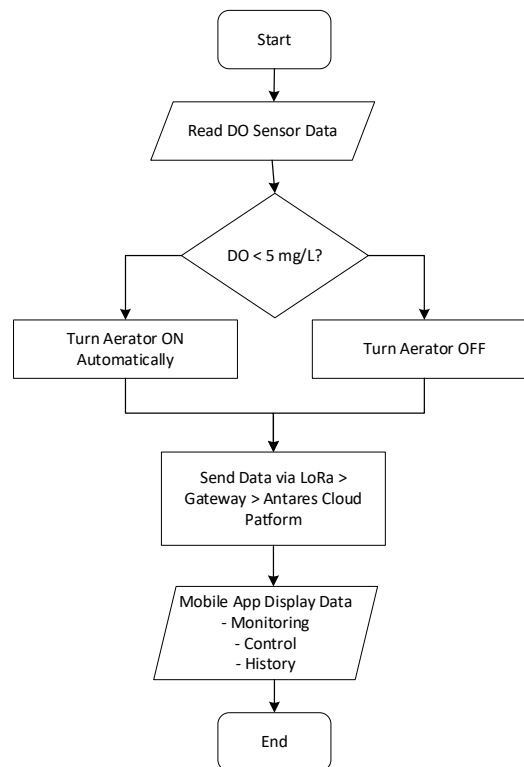 Start
Read DO Sensor Data
DO < 5 mg/L?
Turn Aerator ON
Automatically
Turn Aerator OFF
Send Data via LoRa >
Gateway > Antares Cloud
Patform
Mobile App Display Data
- Monitoring
- Control
- History
End